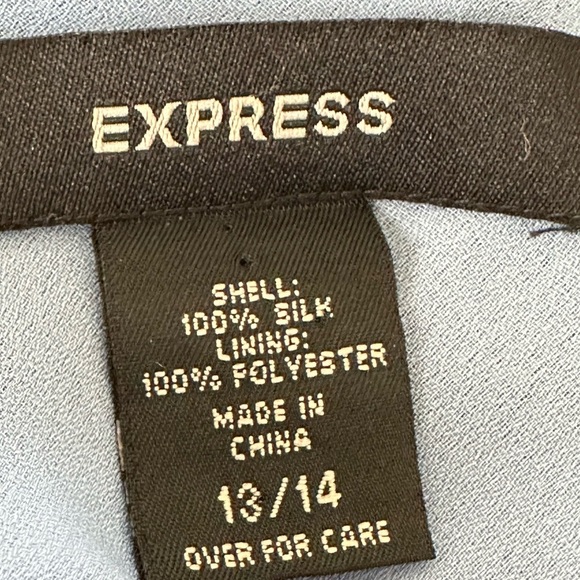 EXPRESS
SHELL:
100% SILK
LINING:
100% POLYESTER
MADE IN
CHINA
13/14
OVER FOR CARE